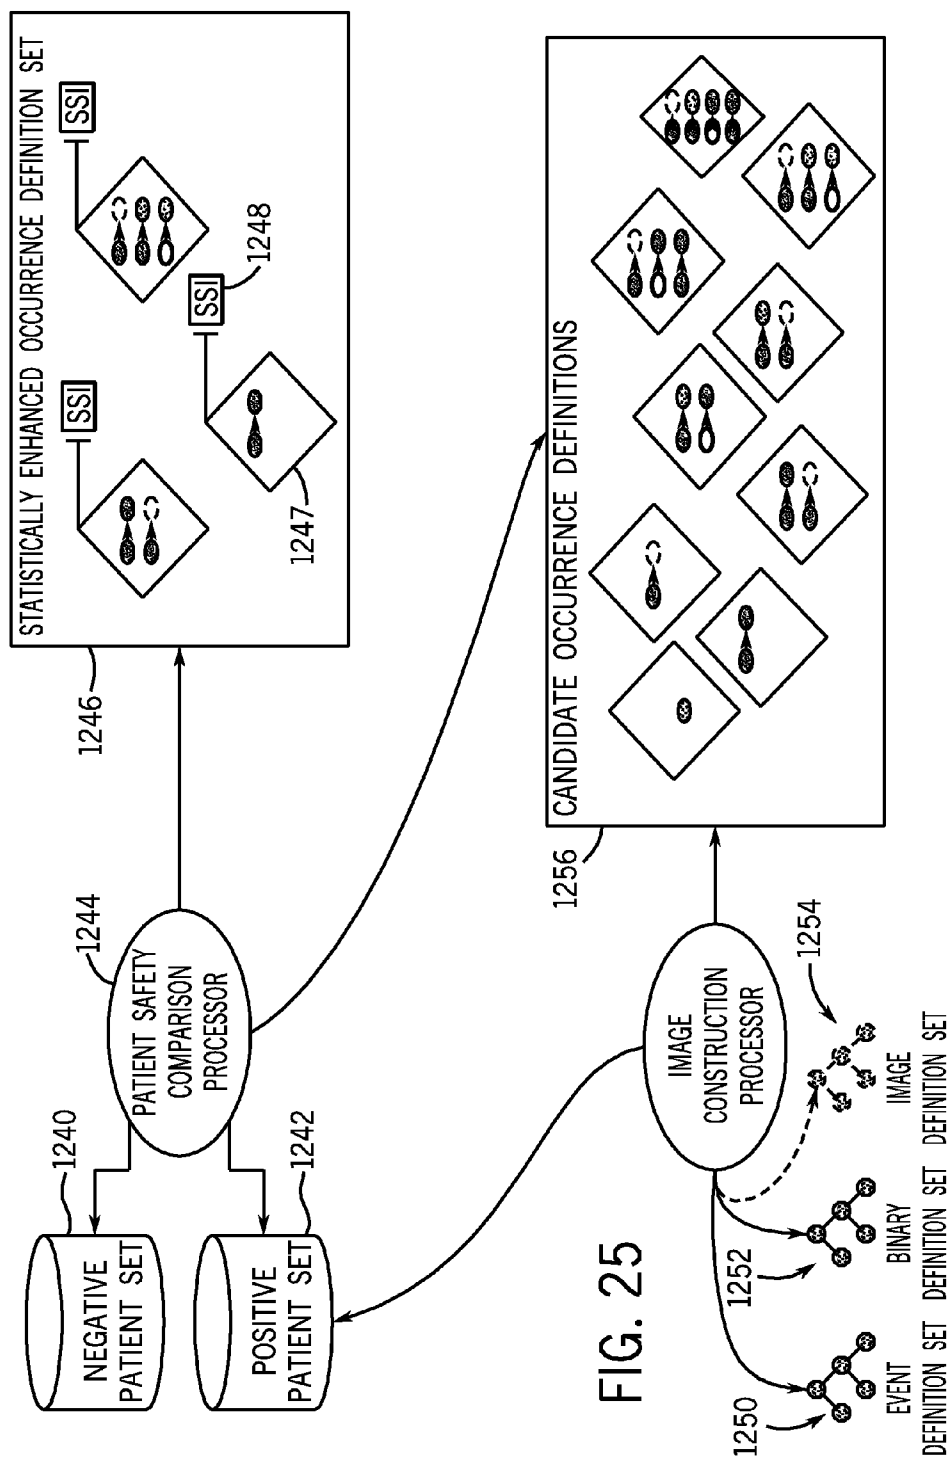 STATISTICALLY ENHANCED OCCURRENCE DEFINITION SET
SSI
SSI
SSI
1248
1247
1246
1244
PATIENT SAFETY
COMPARISON
PROCESSOR
1240
NEGATIVE
PATIENT SET
1242
POSITIVE
PATIENT SET
CANDIDATE OCCURRENCE DEFINITIONS
1256
IMAGE
CONSTRUCTION
PROCESSOR
1254
IMAGE
DEFINITION SET
1252
BINARY
DEFINITION SET
1250
EVENT
DEFINITION SET
FIG. 25